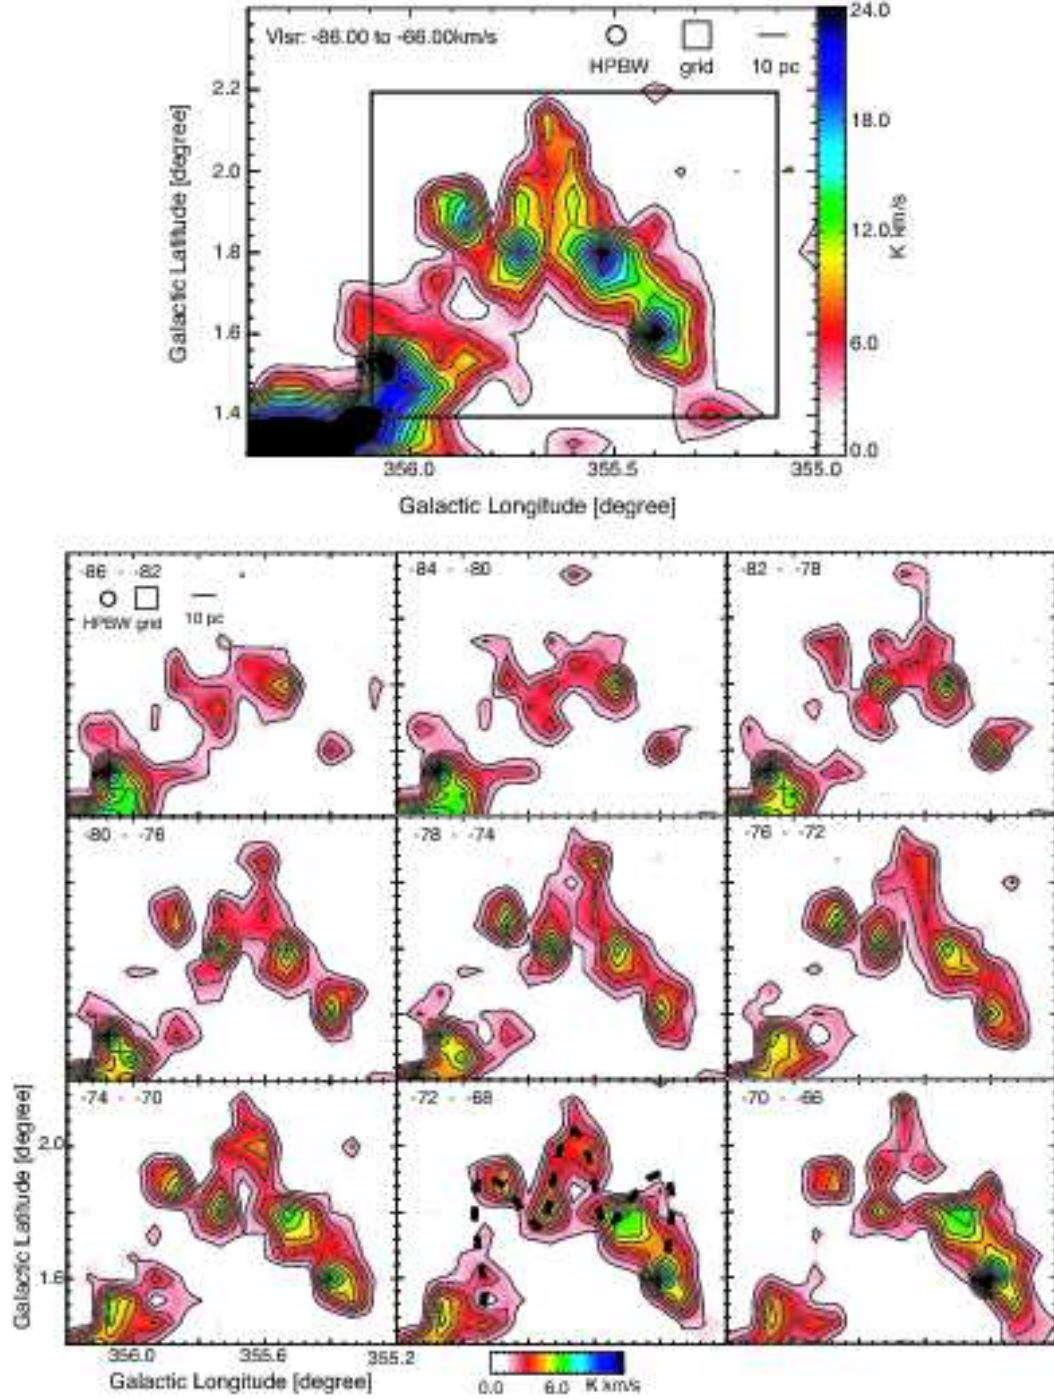 Vlsr: -86.00 to -66.00km/s
HPBW grid 10 pc
24.0
18.0
12.0
6.0
0.0
K km/s
2.2
2.0
1.8
1.6
1.4
Galactic Latitude [degree]
356.0 355.5 355.0
Galactic Longitude [degree]
-86 - -82
HPBW grid 10 pc
-84 - -80
-82 - -78
-80 - -76
-78 - -74
-76 - -72
-74 - -70
-72 - -68
-70 - -66
2.0
1.6
Galactic Latitude [degree]
356.0 355.6 355.2
Galactic Longitude [degree]
0.0 6.0 K km/s